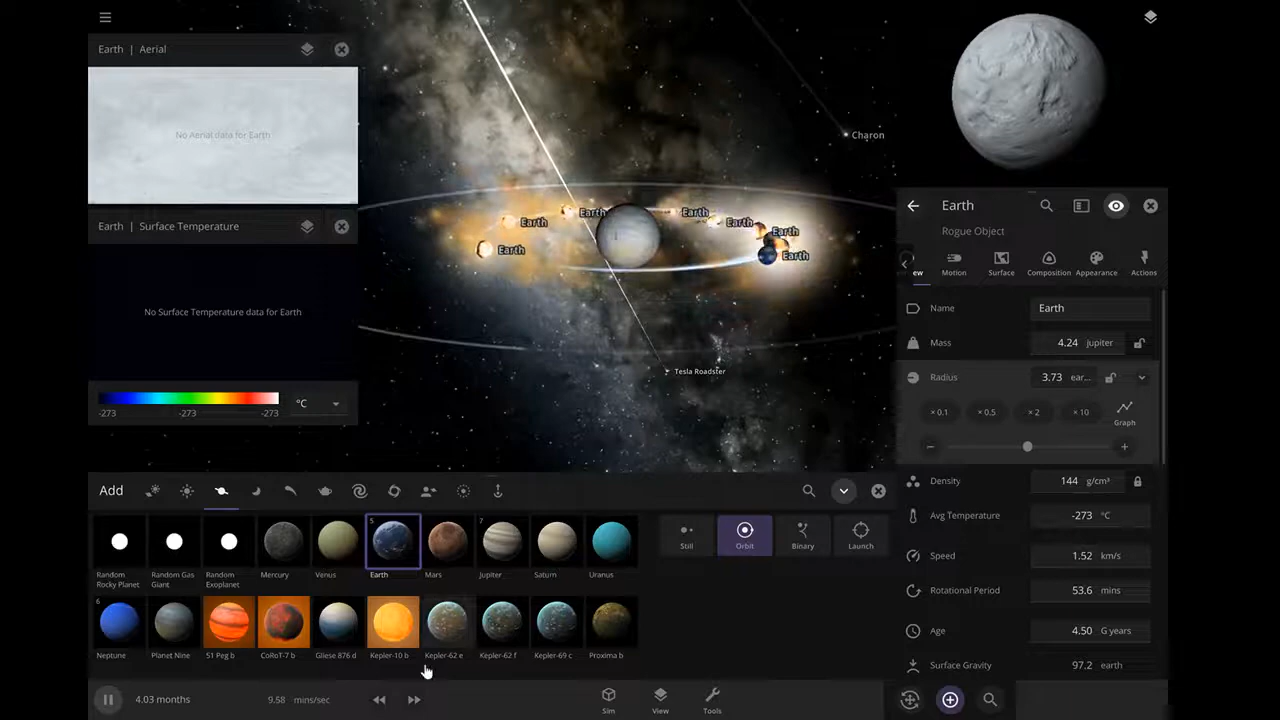 Earth | Aerial
No Aerial data for Earth
Earth | Surface Temperature
No Surface Temperature data for Earth
-273
-273
-273
°C
Charon
Earth
Earth
Earth
Earth
Earth
Earth
Earth
Tesla Roadster
Earth
Rogue Object
ew
Motion
Surface
Composition
Appearance
Actions
Name
Earth
Mass
4.24 jupiter
Radius
3.73 ear...
× 0.1
× 0.5
× 2
× 10
Graph
Density
144 g/cm³
Avg Temperature
-273 °C
Speed
1.52 km/s
Rotational Period
53.6 mins
Age
4.50 G years
Surface Gravity
97.2 earth
Add
Still
Orbit
Binary
Launch
5
7
Random Rocky Planet
Random Gas Giant
Random Exoplanet
Mercury
Venus
Earth
Mars
Jupiter
Saturn
Uranus
6
Neptune
Planet Nine
51 Peg b
CoRoT-7 b
Gliese 876 d
Kepler-10 b
Kepler-62 e
Kepler-62 f
Kepler-69 c
Proxima b
4.03 months
9.58 mins/sec
Sim
View
Tools